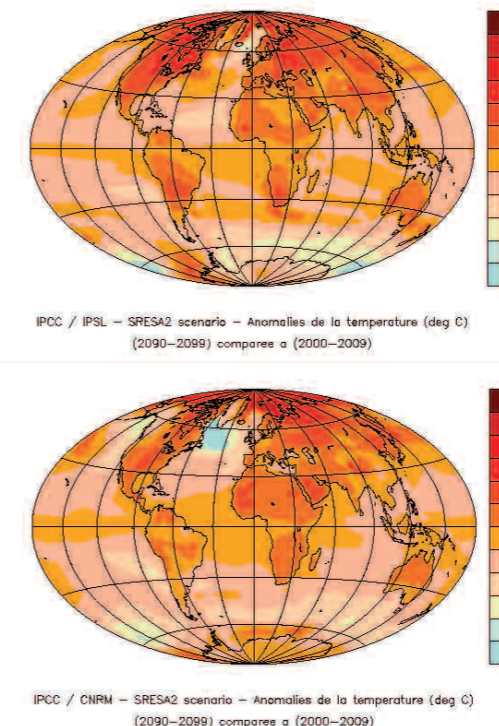 IPCC / IPSL – SRESA2 scenario – Anomalies de la temperature (deg C)
(2090–2099) comparee a (2000–2009)
IPCC / CNRM – SRESA2 scenario – Anomalies de la temperature (deg C)
(2090–2099) comparee a (2000–2009)